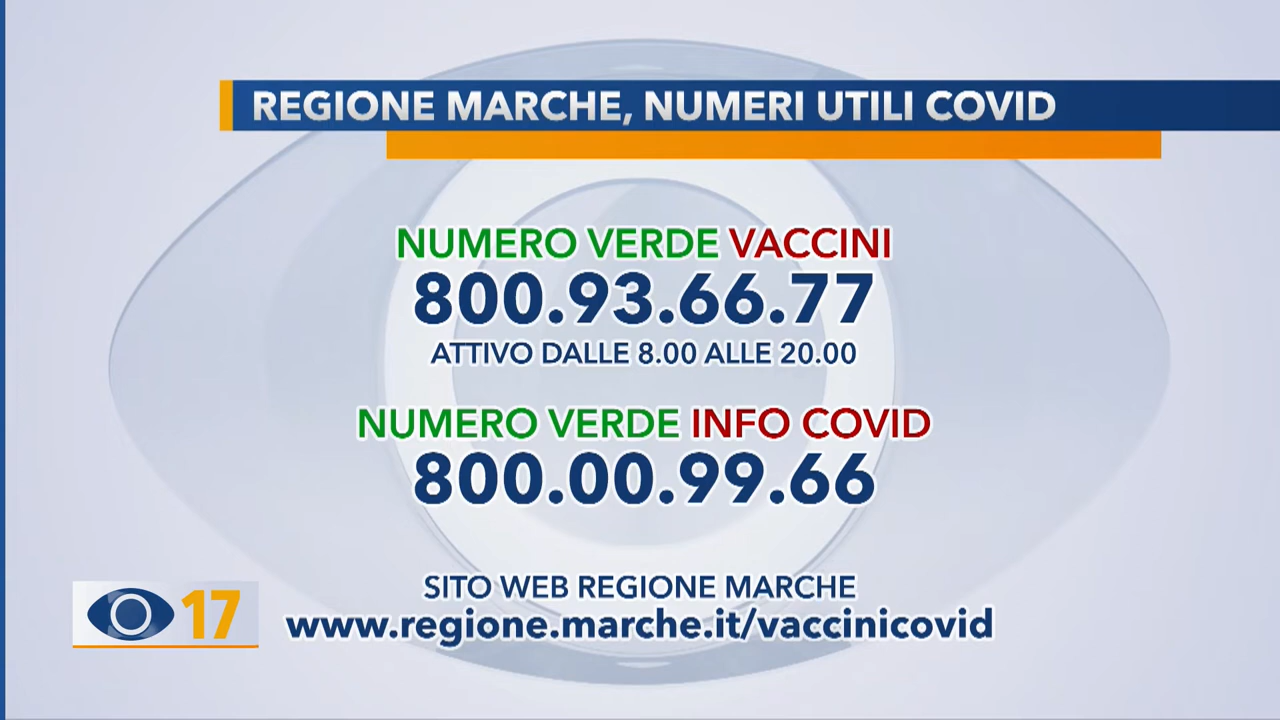 REGIONE MARCHE, NUMERI UTILI COVID
NUMERO VERDE VACCINI
800.93.66.77
ATTIVO DALLE 8.00 ALLE 20.00
NUMERO VERDE INFO COVID
800.00.99.66
SITO WEB REGIONE MARCHE
www.regione.marche.it/vaccinicovid
17